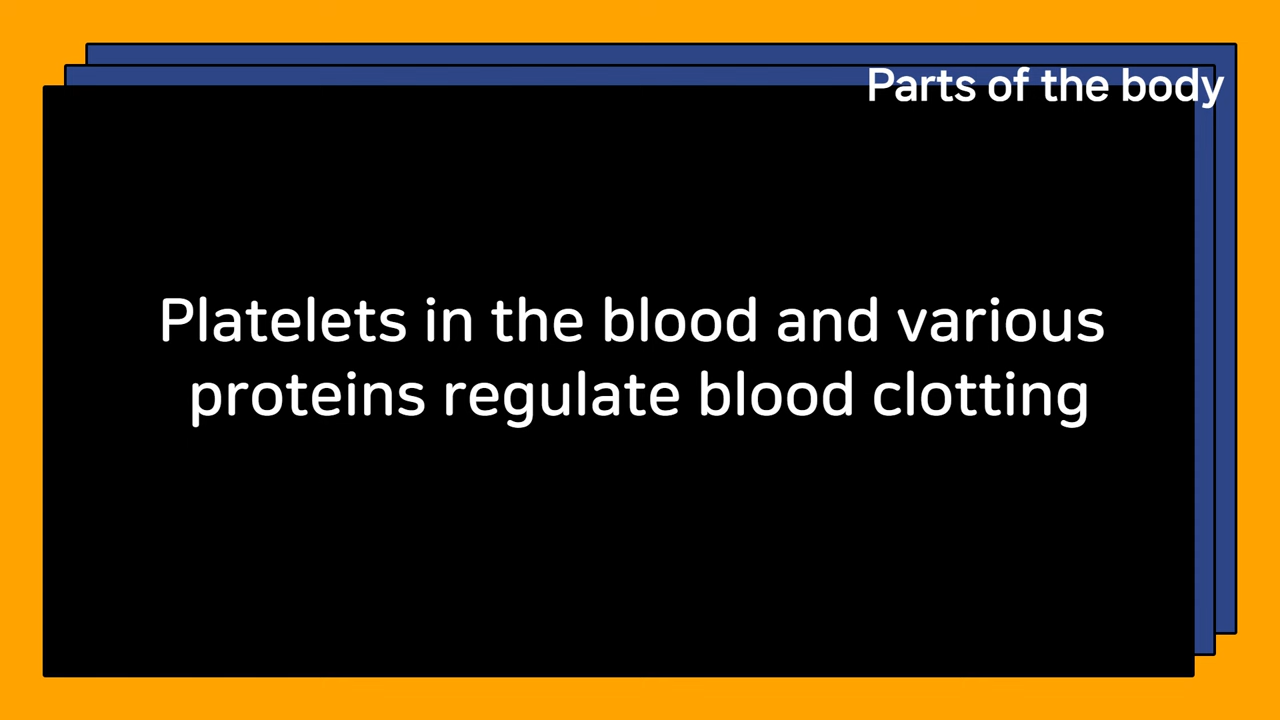 Parts of the body
Platelets in the blood and various
proteins regulate blood clotting